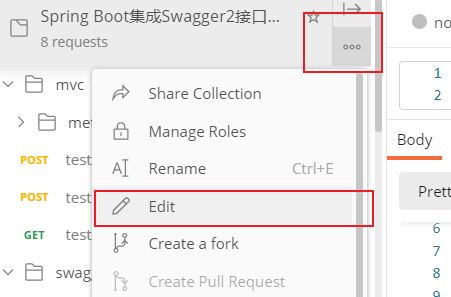 Spring Boot集成Swagger2接口...
8 requests
no
mvc
Share Collection
1
2
me
Manage Roles
POST test
Rename Ctrl+E
Body
POST test
Edit
Prett
GET test
Create a fork
6
7
swag
Create Pull Request
8
9